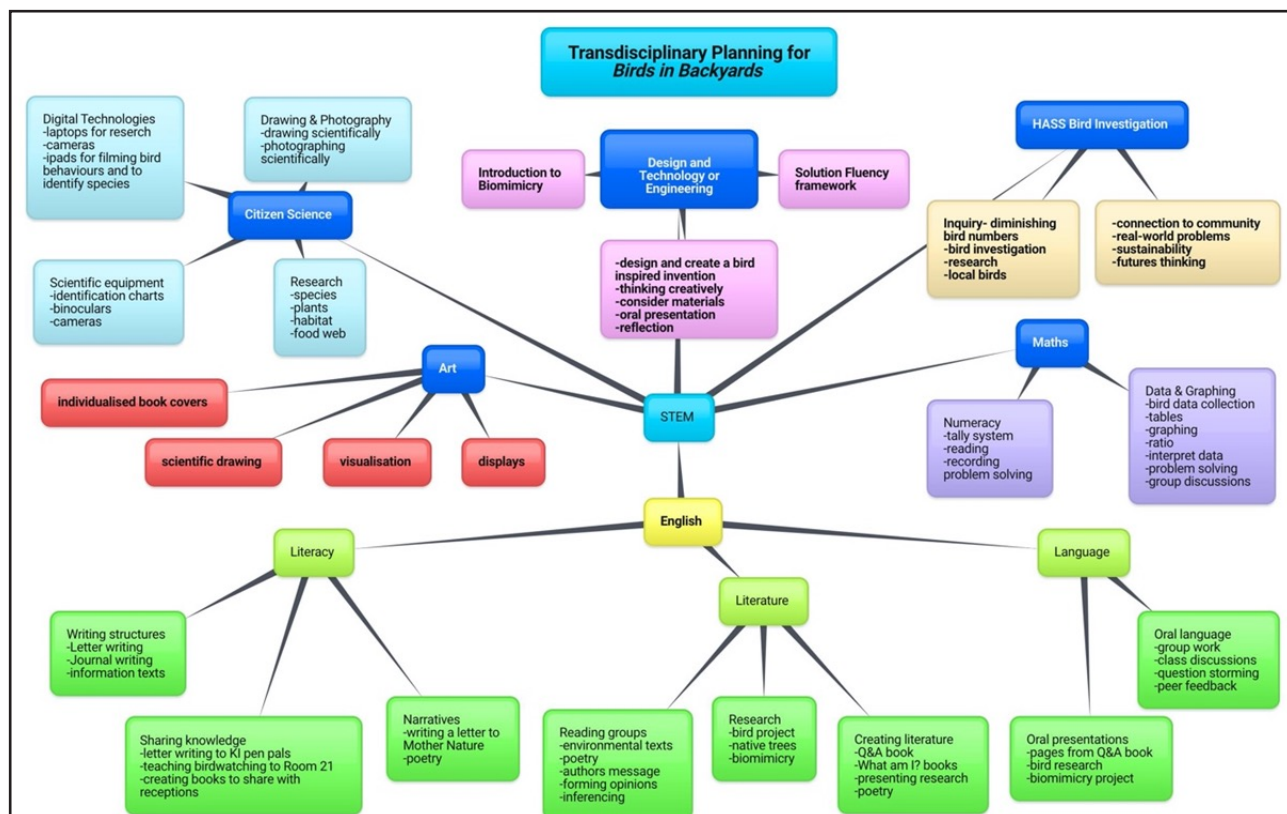 Transdisciplinary Planning for
Birds in Backyards
Digital Technologies
-laptops for reserch
-cameras
-ipads for filming bird
behaviours and to
identify species
Drawing & Photography
-drawing scientifically
-photographing
scientifically
Citizen Science
Scientific equipment
-identification charts
-binoculars
-cameras
Research
-species
-plants
-habitat
-food web
Introduction to
Biomimicry
Design and
Technology or
Engineering
Solution Fluency
framework
-design and create a bird
inspired invention
-thinking creatively
-consider materials
-oral presentation
-reflection
HASS Bird Investigation
Inquiry- diminishing
bird numbers
-bird investigation
-research
-local birds
-connection to community
-real-world problems
-sustainability
-futures thinking
Art
individualised book covers
scientific drawing
visualisation
displays
STEM
Maths
Numeracy
-tally system
-reading
-recording
problem solving
Data & Graphing
-bird data collection
-tables
-graphing
-ratio
-interpret data
-problem solving
-group discussions
English
Literacy
Writing structures
-Letter writing
-Journal writing
-information texts
Sharing knowledge
-letter writing to KI pen pals
-teaching birdwatching to Room 21
-creating books to share with
receptions
Narratives
-writing a letter to
Mother Nature
-poetry
Literature
Reading groups
-environmental texts
-poetry
-authors message
-forming opinions
-inferencing
Research
-bird project
-native trees
-biomimicry
Creating literature
-Q&A book
-What am I? books
-presenting research
-poetry
Language
Oral presentations
-pages from Q&A book
-bird research
-biomimicry project
Oral language
-group work
-class discussions
-question storming
-peer feedback